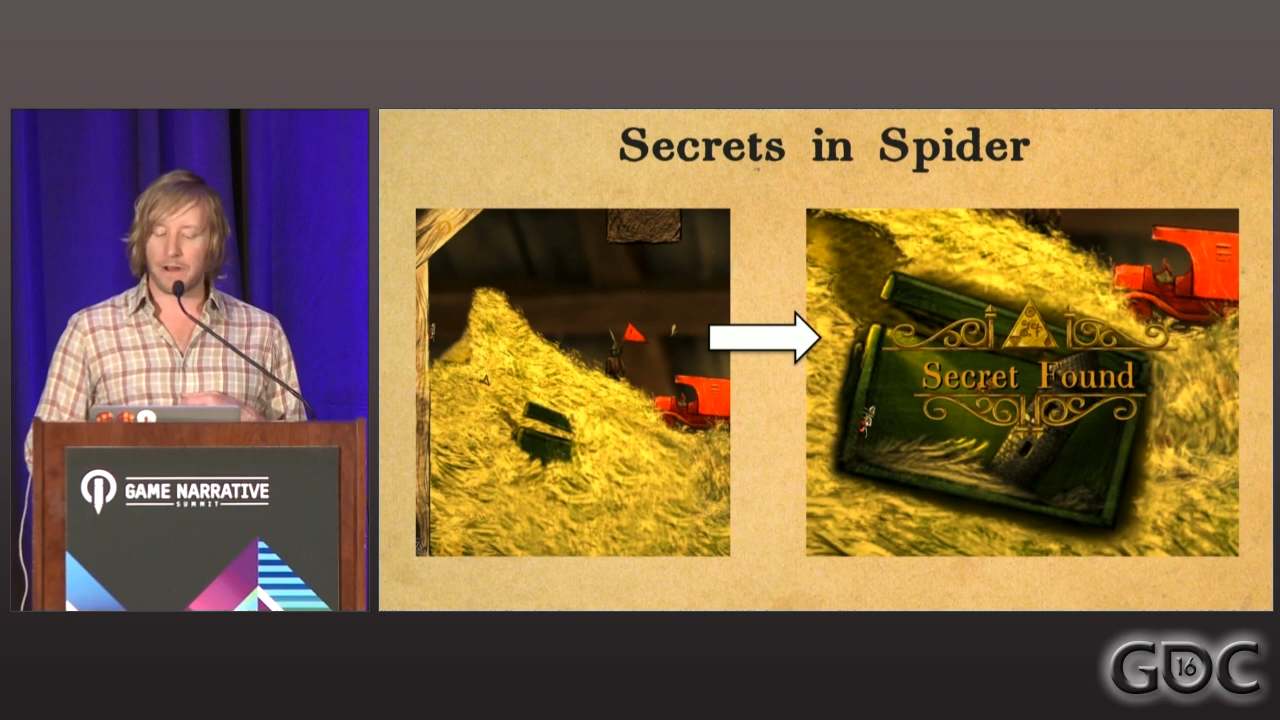 Secrets in Spider
Secret Found
GAME NARRATIVE
SUMMIT
GDC
16